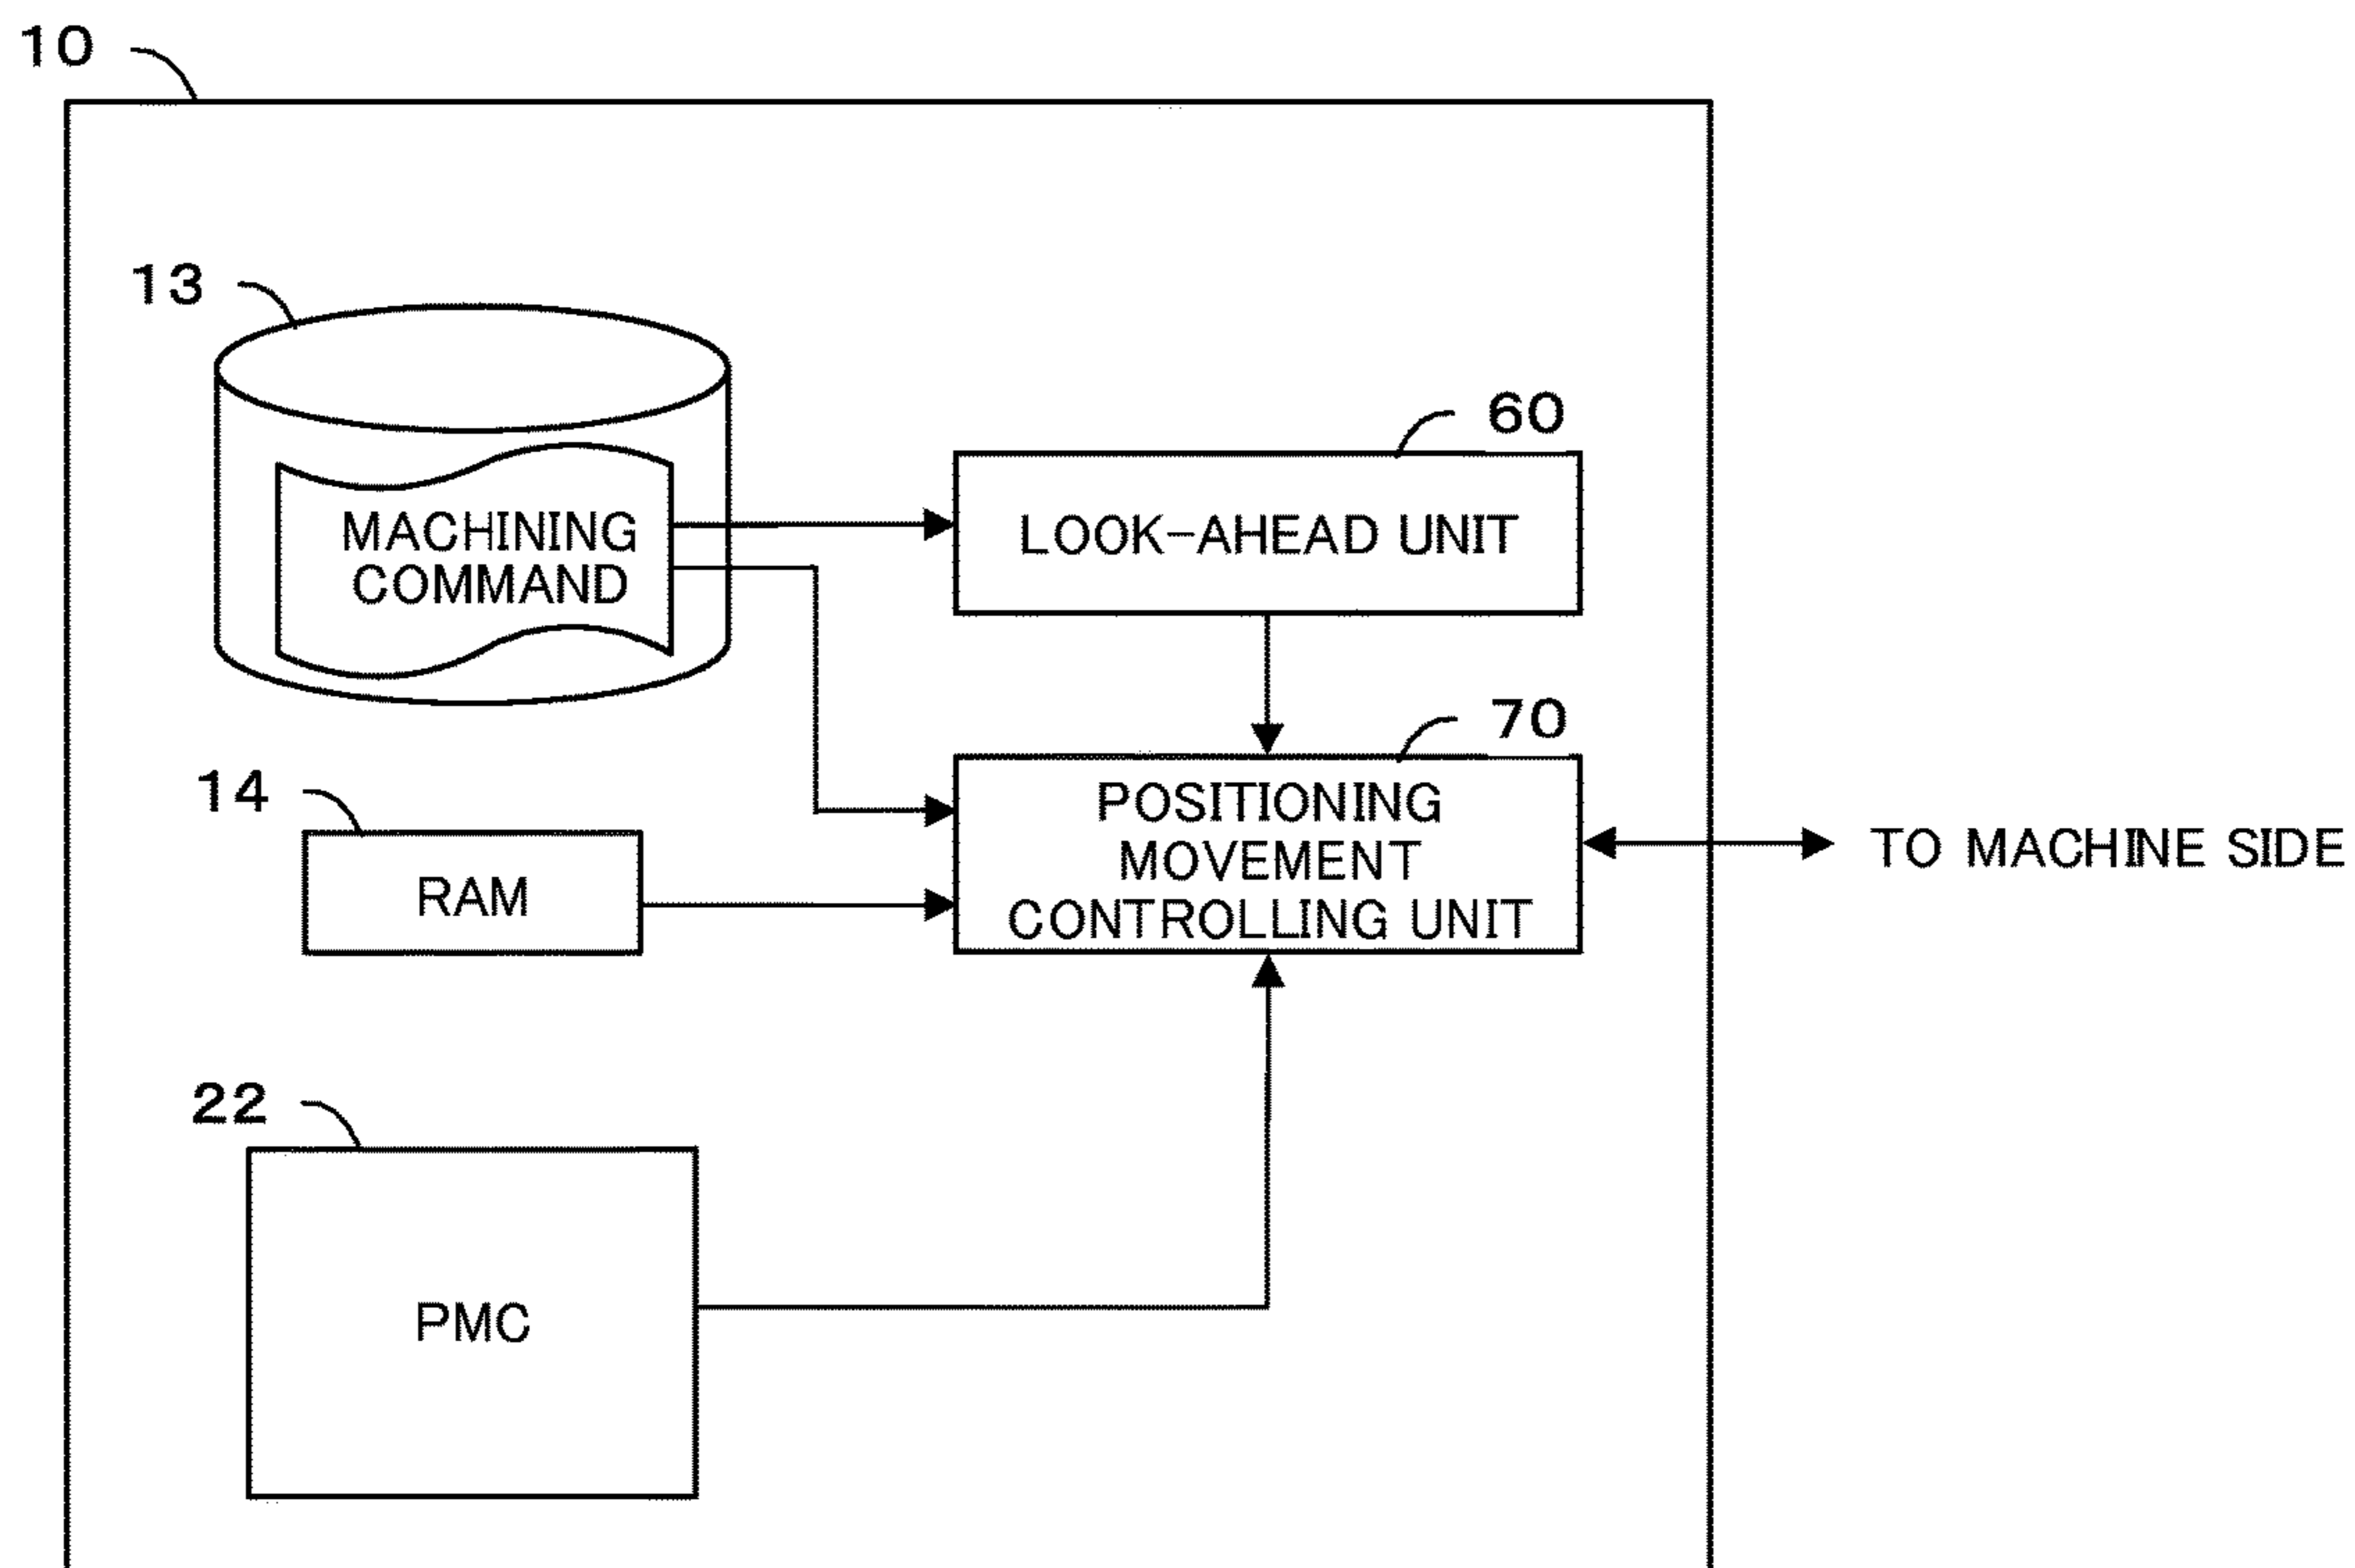 10
13
60
MACHINING
COMMAND
LOOK-AHEAD UNIT
70
14
POSITIONING
MOVEMENT
CONTROLLING UNIT
TO MACHINE SIDE
RAM
22
PMC